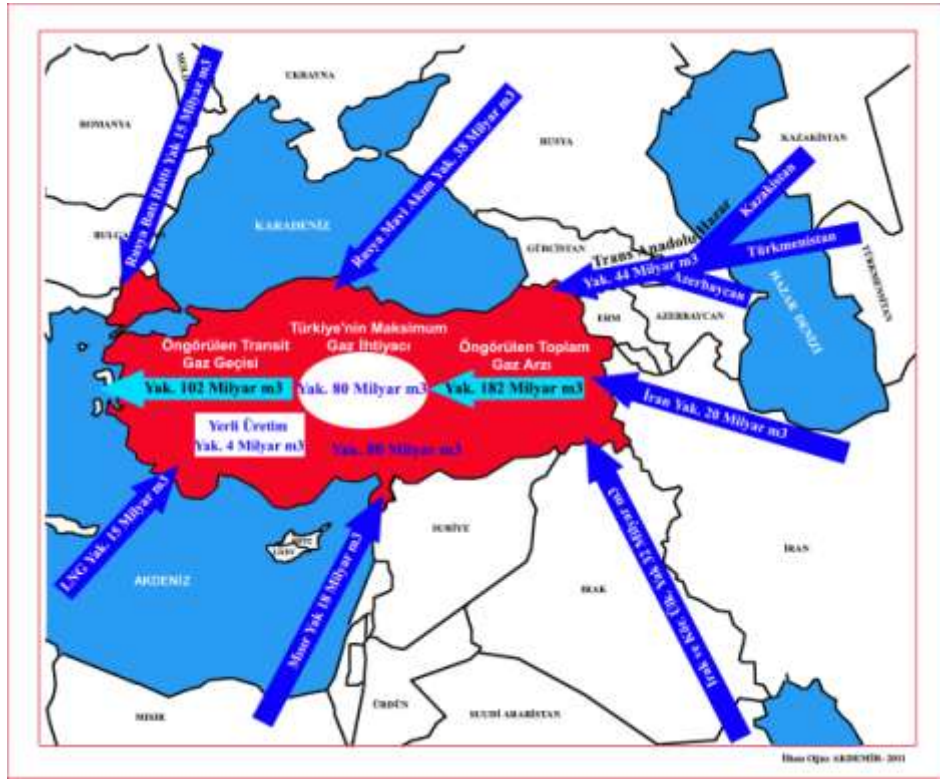 UKRAYNA
ROMANYA
Rusya Batı Hattı Yak 15 Milyar m3
Rusya Mavi Akım Yak. 38 Milyar m3
RUSYA
KAZAKİSTAN
Kazakistan
KARADENİZ
GÜRCİSTAN
Trans Anadolu Hazar
Yak. 44 Milyar m3
Türkmenistan
Azerbaycan
HAZAR DENİZİ
ERM
AZERBAYCAN
Türkiye'nin Maksimum
Gaz İhtiyacı
Öngörülen Transit
Gaz Geçisi
Öngörülen Toplam
Gaz Arzı
Yak. 102 Milyar m3
Yak. 80 Milyar m3
Yak. 182 Milyar m3
İran Yak. 20 Milyar m3
Yerli Üretim
Yak. 4 Milyar m3
Yak. 80 Milyar m3
LNG Yak. 15 Milyar m3
Mısır Yak 18 Milyar m3
Yak. 32 Milyar m3
SURİYE
AKDENİZ
IRAK
İRAN
MISIR
ÜRDÜN
SUUDİ ARABİSTAN
İlhan Oğuz AKDEMİR- 2011